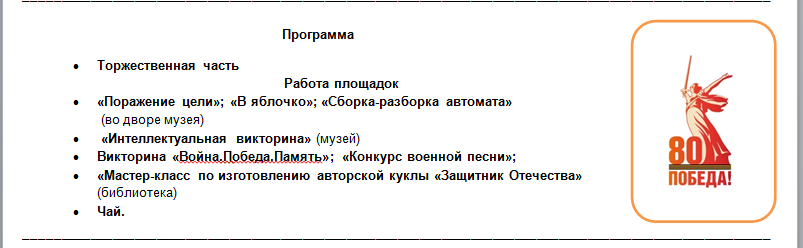 Программа
• Торжественная часть
Работа площадок
• «Поражение цели»; «В яблочко»; «Сборка-разборка автомата»
(во дворе музея)
• «Интеллектуальная викторина» (музей)
• Викторина «Война.Победа.Память»; «Конкурс военной песни»;
• «Мастер-класс по изготовлению авторской куклы «Защитник Отечества»
(библиотека)
• Чай.
80
ПОБЕДА!